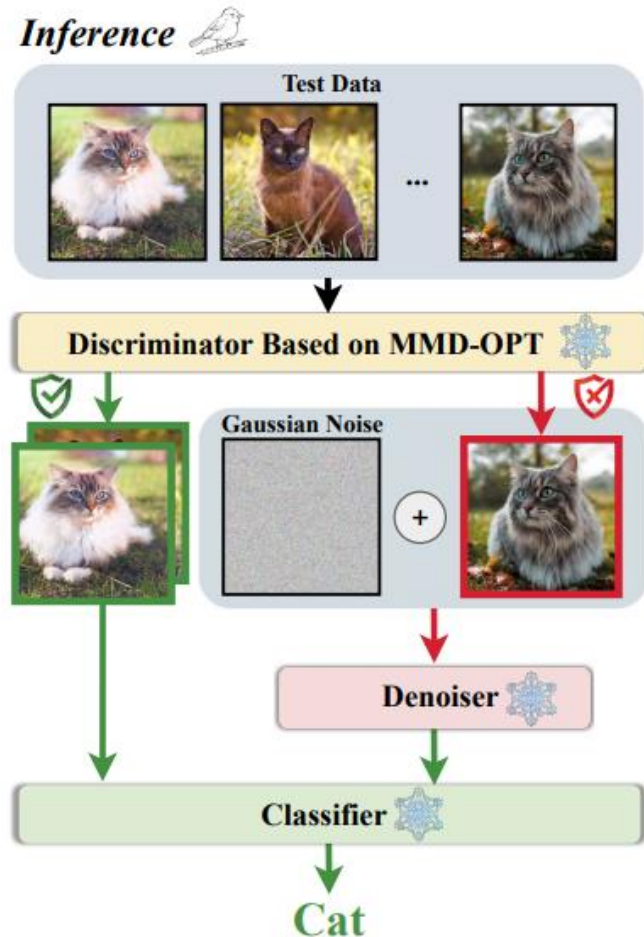 Inference
Test Data
...
Discriminator Based on MMD-OPT
Gaussian Noise
+
Denoiser
Classifier
Cat